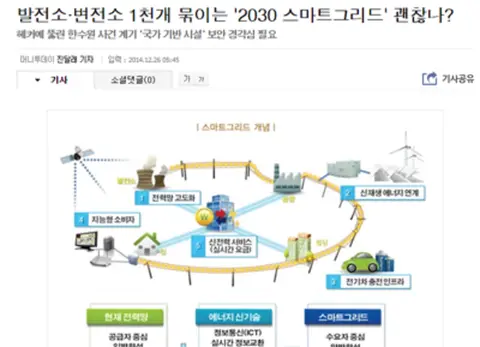 발전소·변전소 1천개 묶이는 '2030 스마트그리드' 괜찮나?
해커에 뚫린 한수원 사건 계기 '국가 기반 시설' 보안 경각심 필요
머니투데이 진달래 기자 | 입력 : 2014.12.26 05:45
기사
소셜댓글(0)
가 가
기사공유
| 스마트그리드 개념 |
발전소
1 전력망 고도화
공장
2 신재생 에너지 연계
4 지능형 소비자
집
5 신전력 서비스
(실시간 요금)
빌딩
3 전기차 충전 인프라
현재 전력망
에너지 신기술
스마트그리드
공급자 중심
정보통신(ICT)
수요자 중심
실시간 정보교환